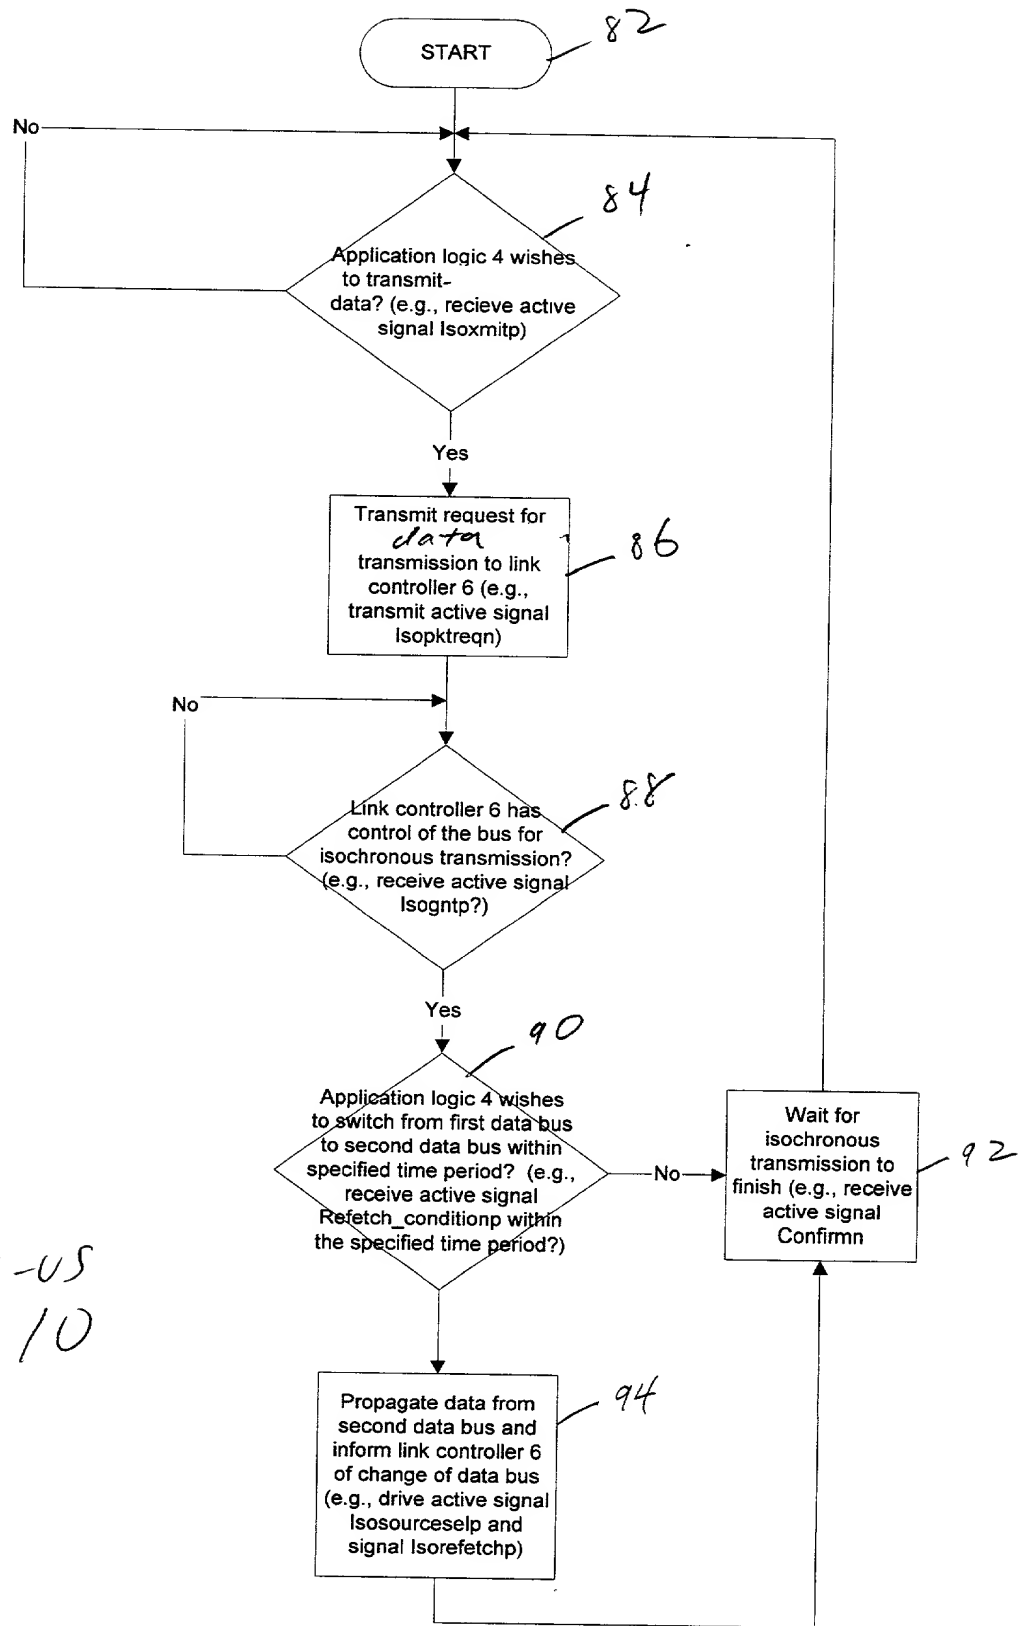 START
82
No
84
Application logic 4 wishes
to transmit-
data? (e.g., recieve active
signal Isoxmitp)
Yes
Transmit request for
data
transmission to link
controller 6 (e.g.,
transmit active signal
Isopktreqn)
86
No
88
Link controller 6 has
control of the bus for
isochronous transmission?
(e.g., receive active signal
Isogntp?)
Yes
90
Application logic 4 wishes
to switch from first data bus
to second data bus within
specified time period? (e.g.,
receive active signal
Refetch_conditionp within
the specified time period?)
No
Wait for
isochronous
transmission to
finish (e.g., receive
active signal
Confirmn
92
-US
10
Propagate data from
second data bus and
inform link controller 6
of change of data bus
(e.g., drive active signal
Isosourceselp and
signal Isorefetchp)
94